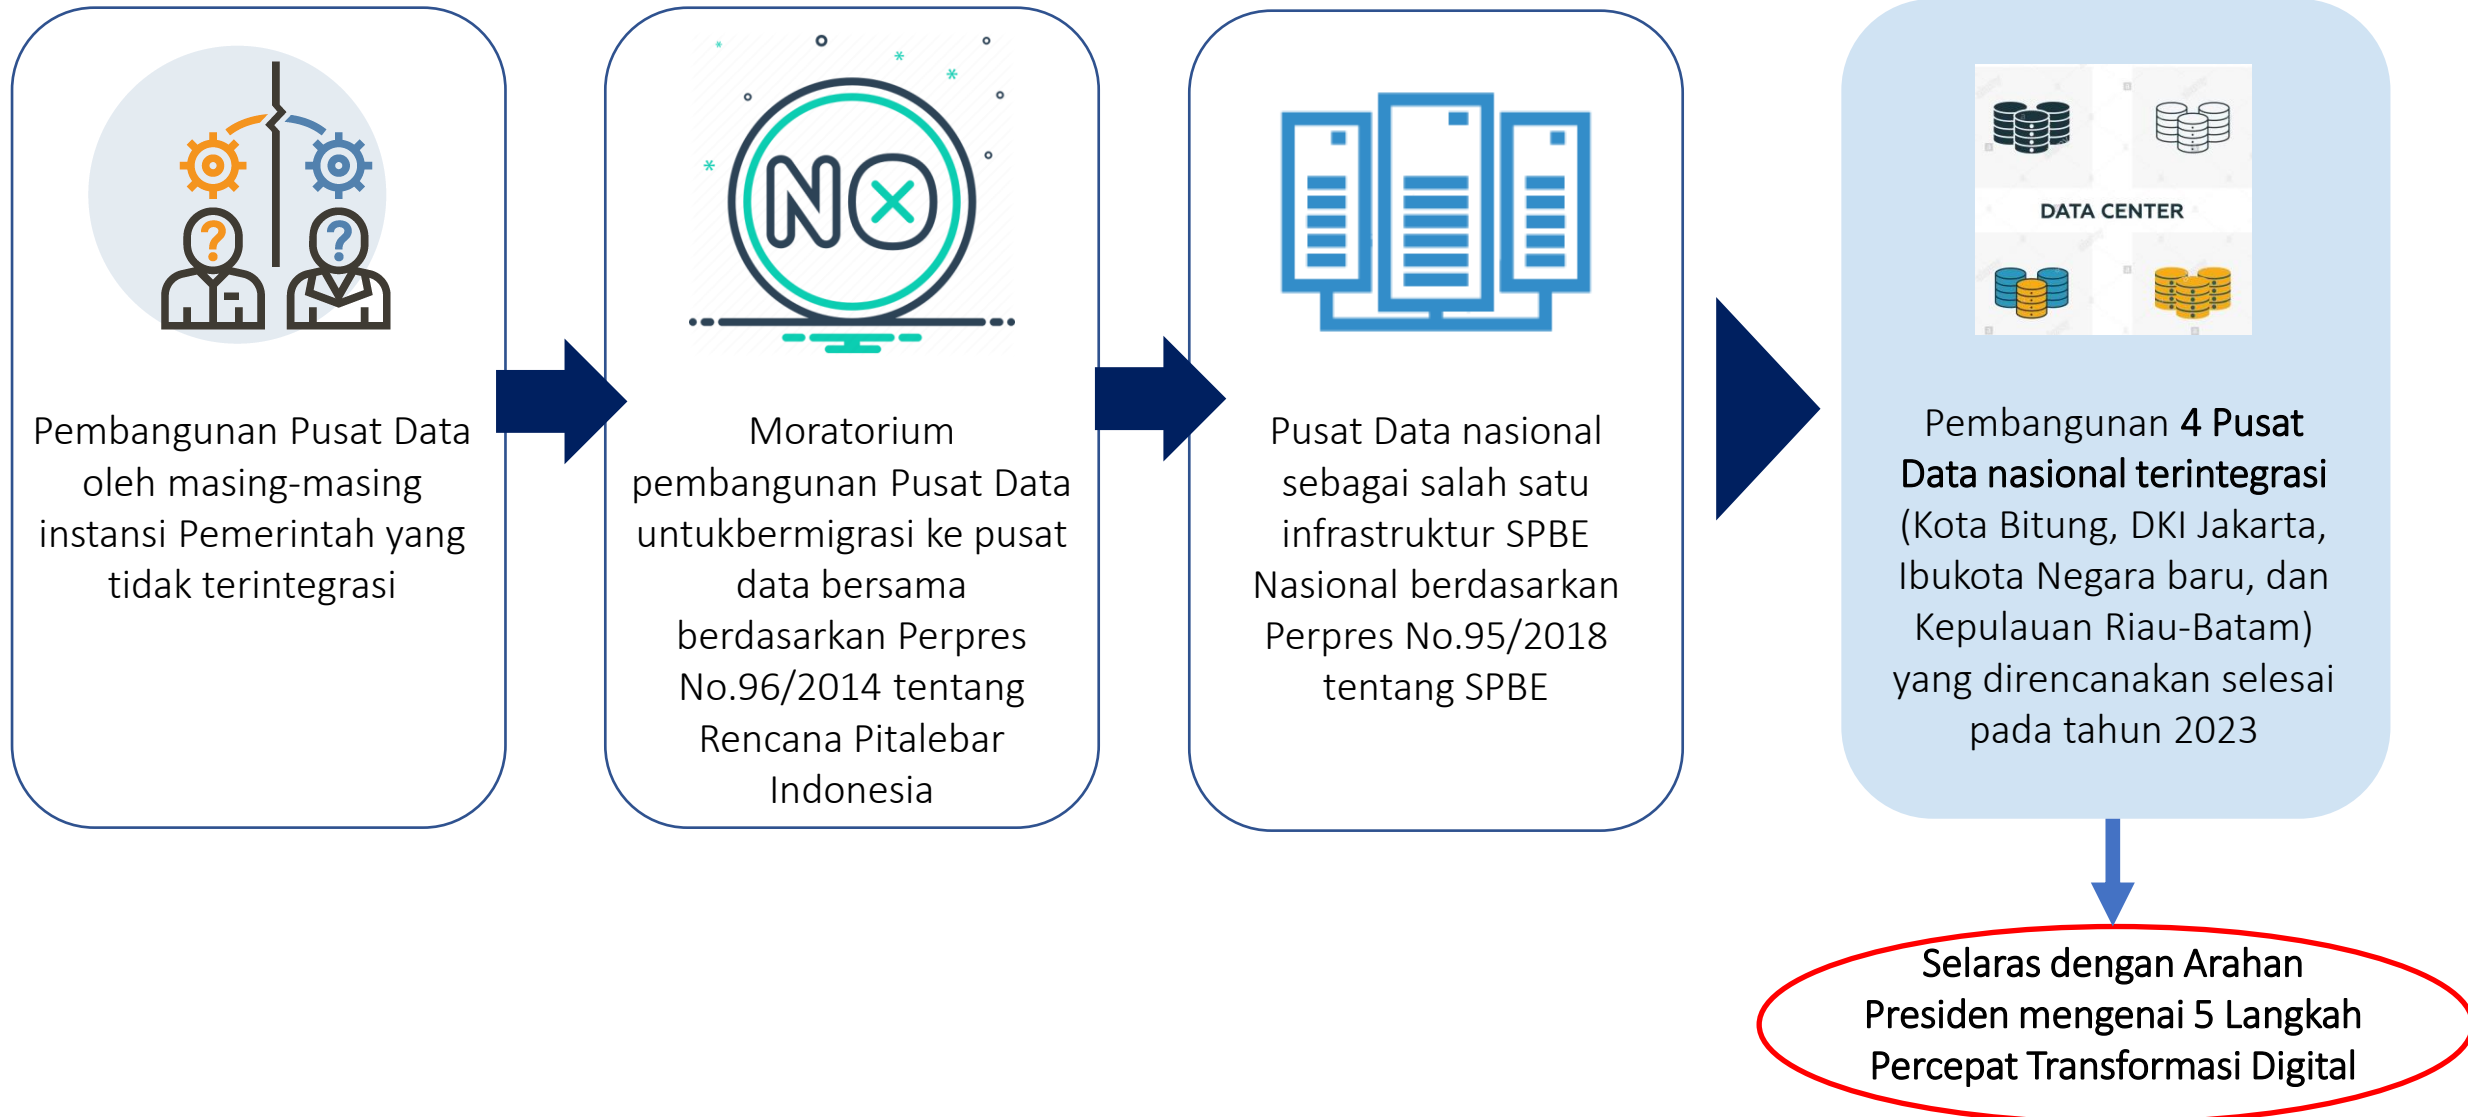 NO
DATA CENTER
Pembangunan Pusat Data
oleh masing-masing
instansi Pemerintah yang
tidak terintegrasi
Moratorium
pembangunan Pusat Data
untukbermigrasi ke pusat
data bersama
berdasarkan Perpres
No.96/2014 tentang
Rencana Pitalebar
Indonesia
Pusat Data nasional
sebagai salah satu
infrastruktur SPBE
Nasional berdasarkan
Perpres No.95/2018
tentang SPBE
Pembangunan 4 Pusat
Data nasional terintegrasi
(Kota Bitung, DKI Jakarta,
Ibukota Negara baru, dan
Kepulauan Riau-Batam)
yang direncanakan selesai
pada tahun 2023
Selaras dengan Arahan
Presiden mengenai 5 Langkah
Percepat Transformasi Digital